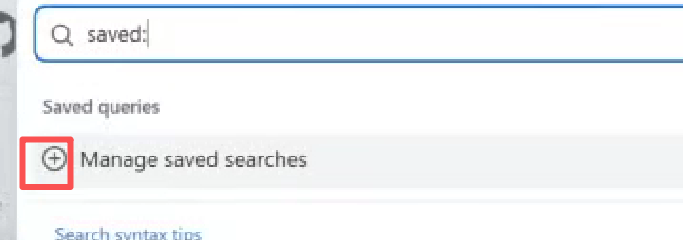 saved:
Saved queries
Manage saved searches
Search syntax tips